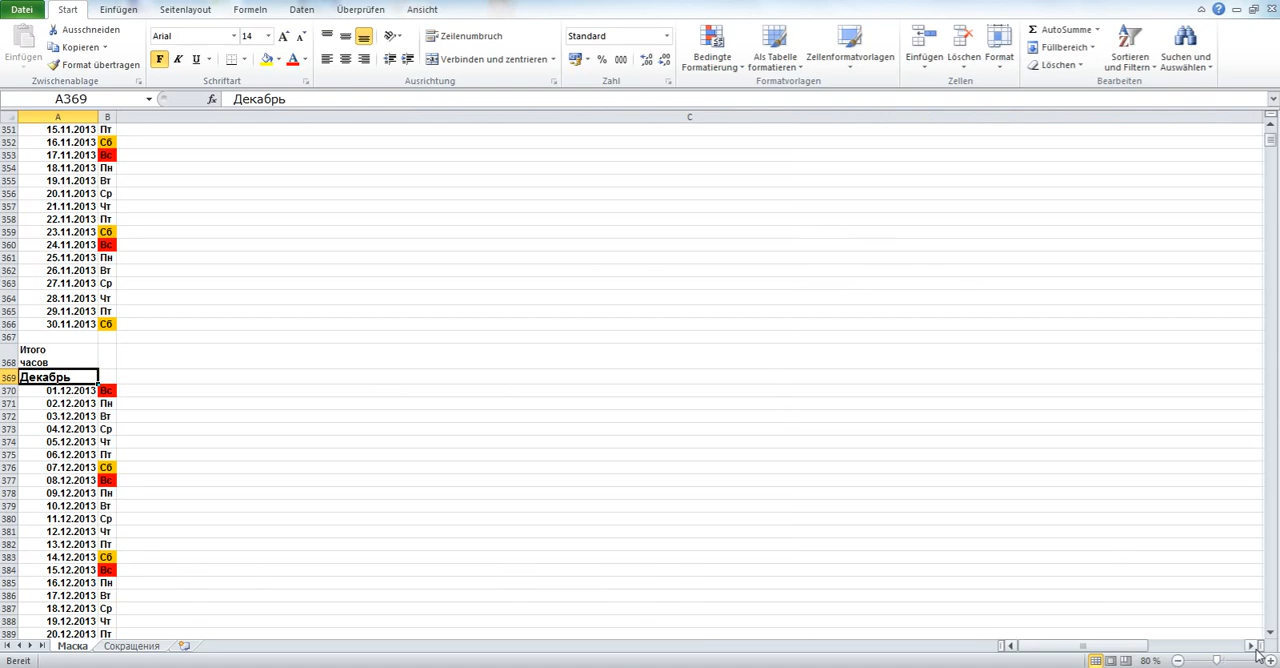 Datei Start Einfügen Seitenlayout Formeln Daten Überprüfen Ansicht
Einfügen
Ausschneiden
Kopieren
Format übertragen
Zwischenablage
Arial 14
F K U
Schriftart
Zeilenumbruch
Verbinden und zentrieren
Ausrichtung
Standard
% 000
Zahl
Bedingte Formatierung
Als Tabelle formatieren
Zellenformatvorlagen
Formatvorlagen
Einfügen Löschen Format
Zellen
AutoSumme
Füllbereich
Löschen
Sortieren und Filtern
Suchen und Auswählen
Bearbeiten
A369 fx Декабрь
A B C
351 15.11.2013 Пт
352 16.11.2013 Сб
353 17.11.2013 Вс
354 18.11.2013 Пн
355 19.11.2013 Вт
356 20.11.2013 Ср
357 21.11.2013 Чт
358 22.11.2013 Пт
359 23.11.2013 Сб
360 24.11.2013 Вс
361 25.11.2013 Пн
362 26.11.2013 Вт
363 27.11.2013 Ср
364 28.11.2013 Чт
365 29.11.2013 Пт
366 30.11.2013 Сб
367
Итого
368 часов
369 Декабрь
370 01.12.2013 Вс
371 02.12.2013 Пн
372 03.12.2013 Вт
373 04.12.2013 Ср
374 05.12.2013 Чт
375 06.12.2013 Пт
376 07.12.2013 Сб
377 08.12.2013 Вс
378 09.12.2013 Пн
379 10.12.2013 Вт
380 11.12.2013 Ср
381 12.12.2013 Чт
382 13.12.2013 Пт
383 14.12.2013 Сб
384 15.12.2013 Вс
385 16.12.2013 Пн
386 17.12.2013 Вт
387 18.12.2013 Ср
388 19.12.2013 Чт
389 20.12.2013 Пт
Маска Сокращения
Bereit 80 %